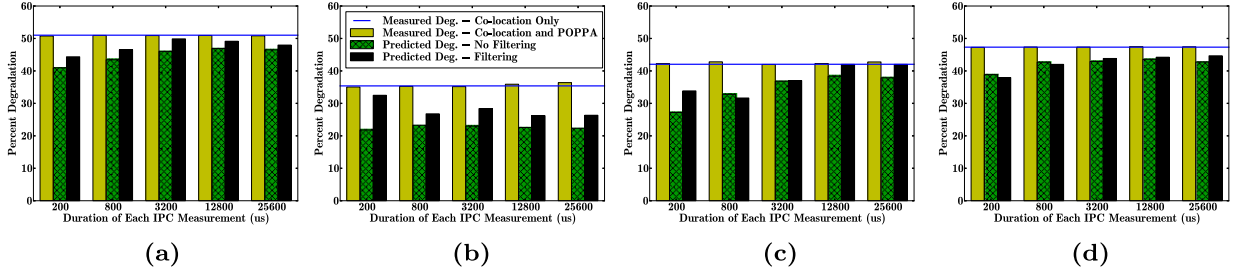 Percent Degradation
60
50
40
30
20
10
0
200 800 3200 12800 25600
Duration of Each IPC Measurement (us)
(a)
Percent Degradation
60
50
40
30
20
10
0
Measured Deg. – Co-location Only
Measured Deg. – Co-location and POPPA
Predicted Deg. – No Filtering
Predicted Deg. – Filtering
200 800 3200 12800 25600
Duration of Each IPC Measurement (us)
(b)
Percent Degradation
60
50
40
30
20
10
0
200 800 3200 12800 25600
Duration of Each IPC Measurement (us)
(c)
Percent Degradation
60
50
40
30
20
10
0
200 800 3200 12800 25600
Duration of Each IPC Measurement (us)
(d)